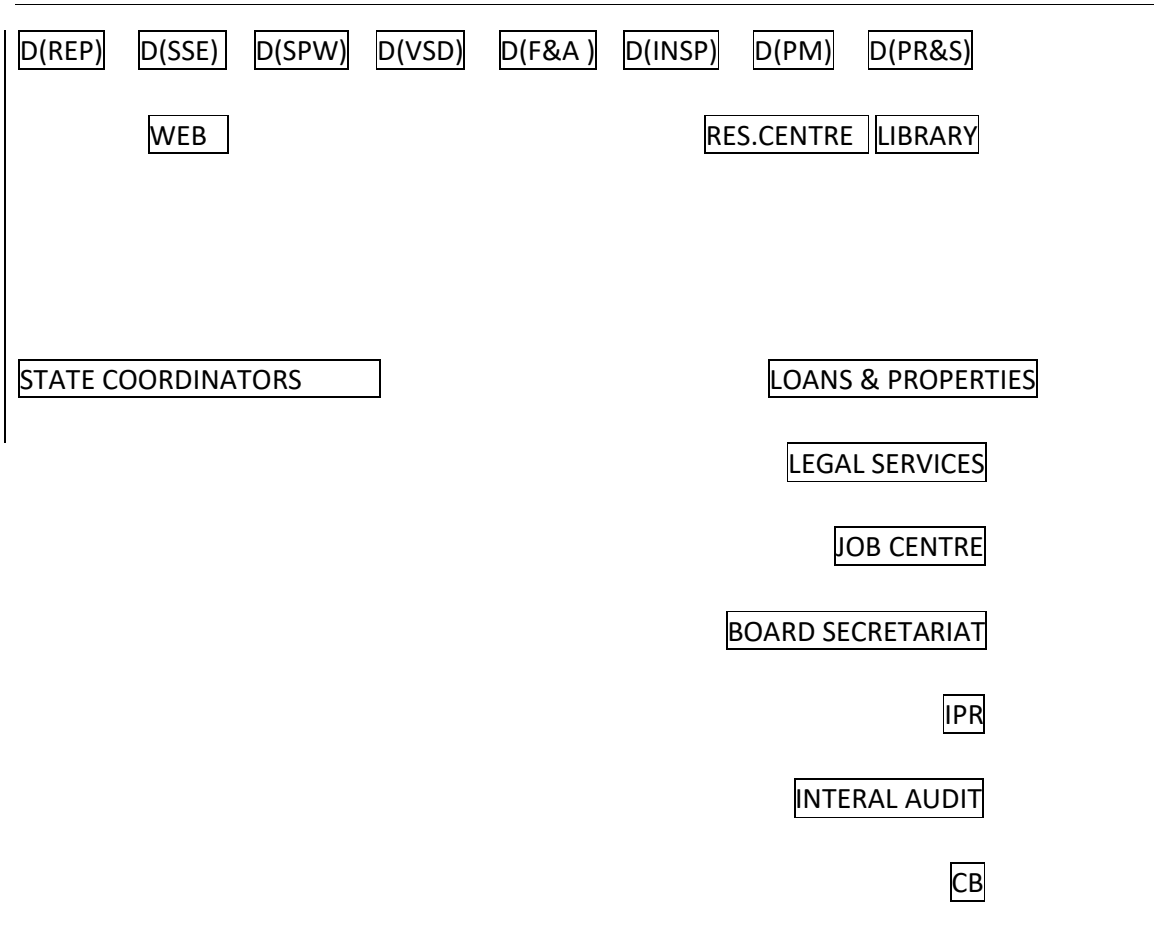 D(REP) D(SSE) D(SPW) D(VSD) D(F&A ) D(INSP) D(PM) D(PR&S)
WEB RES.CENTRE LIBRARY
STATE COORDINATORS LOANS & PROPERTIES
LEGAL SERVICES
JOB CENTRE
BOARD SECRETARIAT
IPR
INTERAL AUDIT
CB